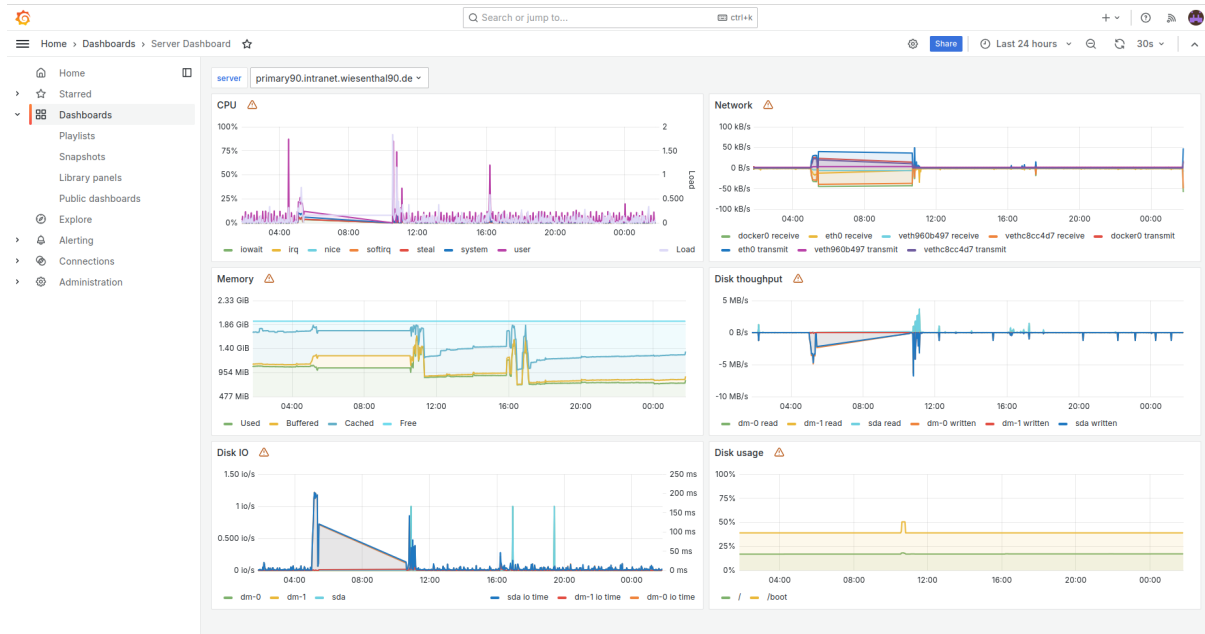 Search or jump to...
ctrl+k
Home › Dashboards › Server Dashboard
Share
Last 24 hours
30s
Home
Starred
Dashboards
Playlists
Snapshots
Library panels
Public dashboards
Explore
Alerting
Connections
Administration
server
primary90.intranet.wiesenthal90.de
CPU
100%
75%
50%
25%
0%
2
1.50
1
0.500
0
Load
04:00 08:00 12:00 16:00 20:00 00:00
iowait irq nice softirq steal system user Load
Network
100 kB/s
50 kB/s
0 B/s
-50 kB/s
-100 kB/s
04:00 08:00 12:00 16:00 20:00 00:00
docker0 receive eth0 receive veth960b497 receive vethc8cc4d7 receive docker0 transmit
eth0 transmit veth960b497 transmit vethc8cc4d7 transmit
Memory
2.33 GiB
1.86 GiB
1.40 GiB
954 MiB
477 MiB
04:00 08:00 12:00 16:00 20:00 00:00
Used Buffered Cached Free
Disk thoughput
5 MB/s
0 B/s
-5 MB/s
-10 MB/s
04:00 08:00 12:00 16:00 20:00 00:00
dm-0 read dm-1 read sda read dm-0 written dm-1 written sda written
Disk IO
1.50 io/s
1 io/s
0.500 io/s
0 io/s
250 ms
200 ms
150 ms
100 ms
50 ms
0 ms
04:00 08:00 12:00 16:00 20:00 00:00
dm-0 dm-1 sda sda io time dm-1 io time dm-0 io time
Disk usage
100%
75%
50%
25%
0%
04:00 08:00 12:00 16:00 20:00 00:00
/ /boot